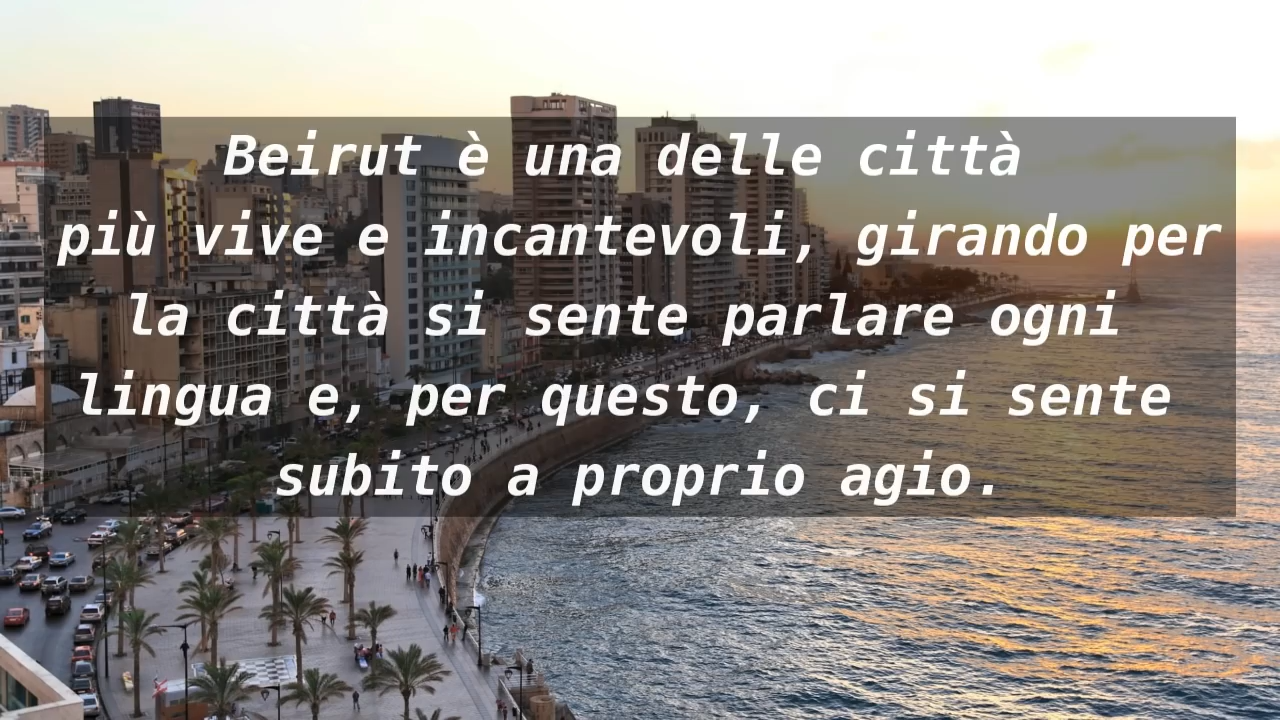 Beirut è una delle città
più vive e incantevoli, girando per
la città si sente parlare ogni
lingua e, per questo, ci si sente
subito a proprio agio.